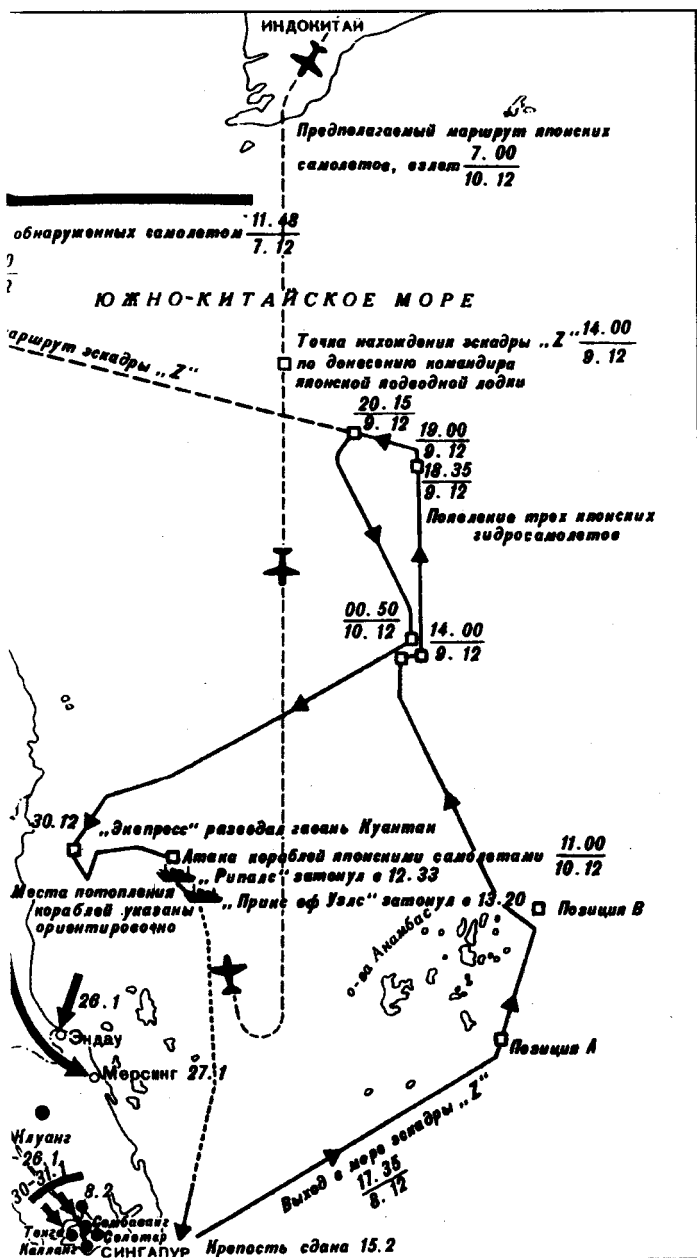 ИНДОКИТАЙ
Предполагаемый маршрут японских
самолетов, взлет 7.00
10.12
обнаруженных самолетом 11.48
7.12
ЮЖНО-КИТАЙСКОЕ МОРЕ
маршрут эскадры „Z"
Точка нахождения эскадры „Z" 14.00
9.12
по донесению командира
японской подводной лодки
20.15
9.12
19.00
9.12
18.35
9.12
Появление трех японских
гидросамолетов
00.50
10.12
14.00
9.12
30.12
„Экспресс" разведал гавань Куантан
Атака кораблей японскими самолетами 11.00
10.12
„Рипалс" затонул в 12.33
Места потопления
кораблей указаны
ориентировочно
„Принс оф Уэлс" затонул в 13.20
Позиция В
о-ва Анамбас
26.1
Эндау
Мерсинг 27.1
Позиция А
Клуанг
26.1
30-31.1
8.2
Выход в море эскадры „Z"
17.35
8.12
Сембаванг
Селетар
Тенга
Калланг
СИНГАПУР
Крепость сдана 15.2